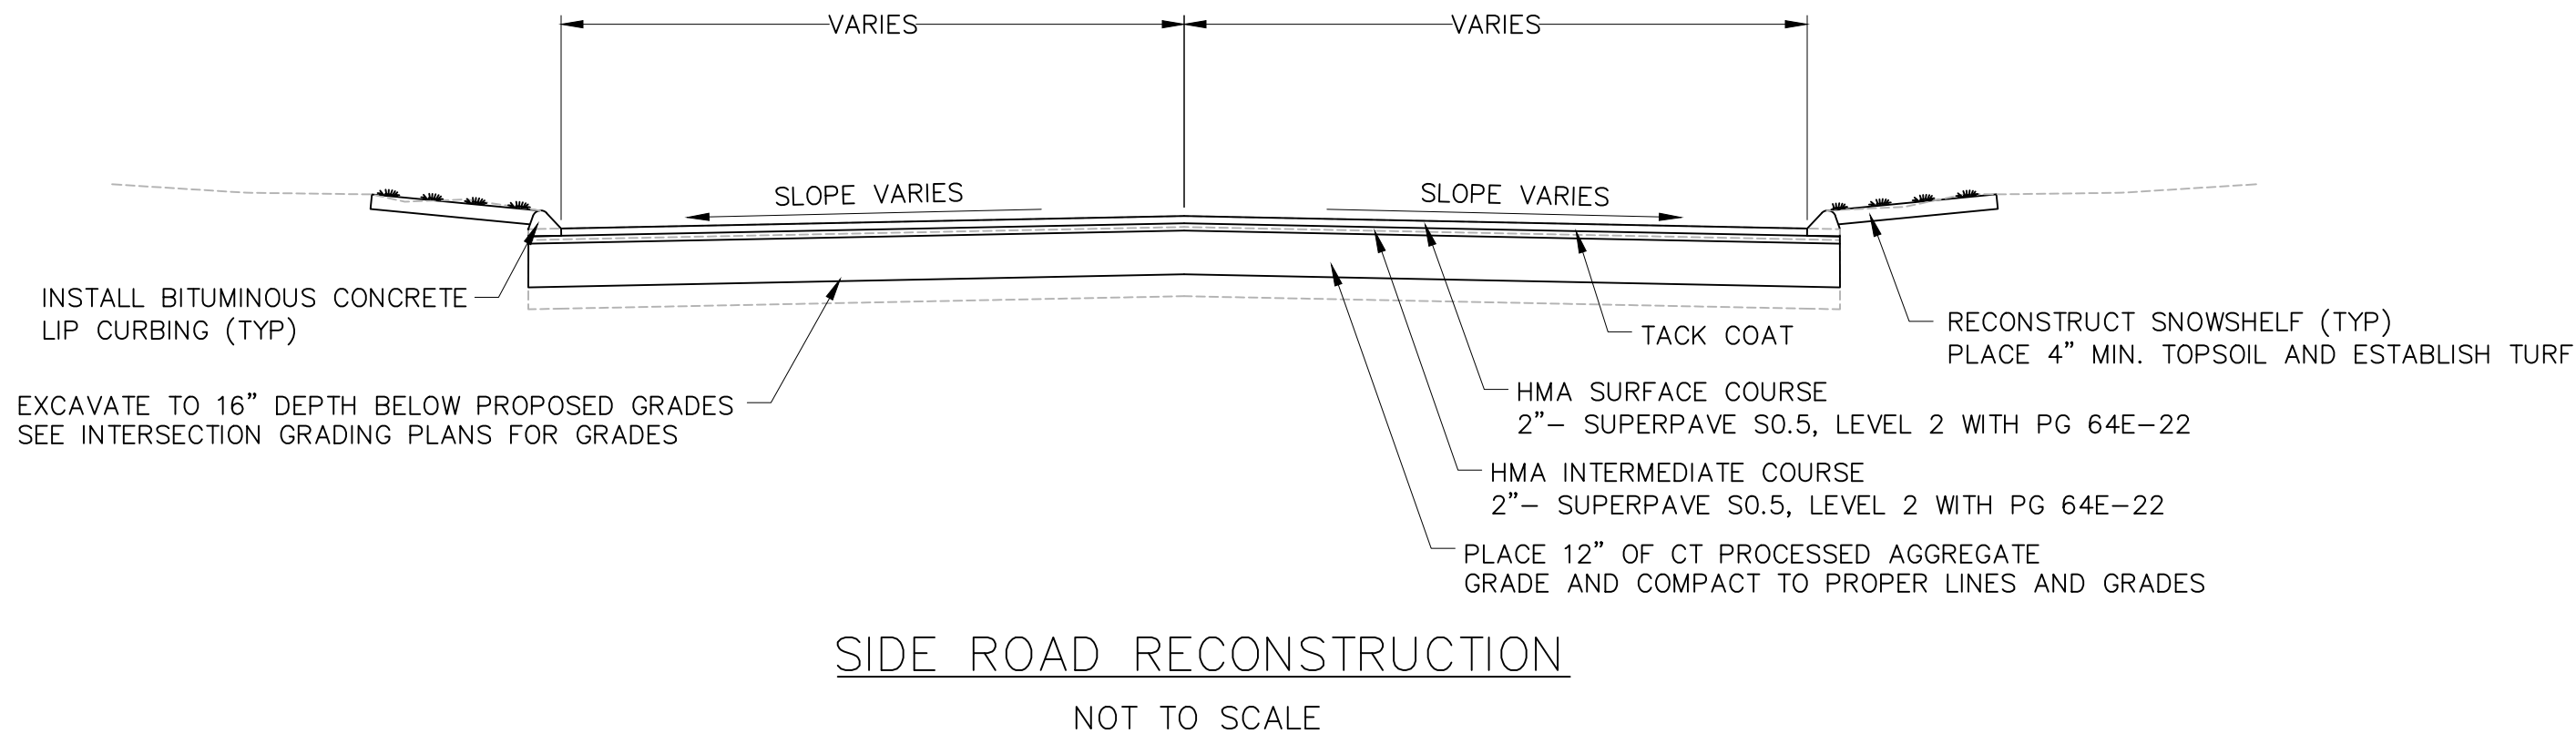 VARIES
VARIES
SLOPE VARIES
SLOPE VARIES
INSTALL BITUMINOUS CONCRETE
LIP CURBING (TYP)
EXCAVATE TO 16” DEPTH BELOW PROPOSED GRADES
SEE INTERSECTION GRADING PLANS FOR GRADES
RECONSTRUCT SNOWSHELF (TYP)
PLACE 4” MIN. TOPSOIL AND ESTABLISH TURF
TACK COAT
HMA SURFACE COURSE
2”– SUPERPAVE S0.5, LEVEL 2 WITH PG 64E–22
HMA INTERMEDIATE COURSE
2”– SUPERPAVE S0.5, LEVEL 2 WITH PG 64E–22
PLACE 12” OF CT PROCESSED AGGREGATE
GRADE AND COMPACT TO PROPER LINES AND GRADES
SIDE ROAD RECONSTRUCTION
NOT TO SCALE